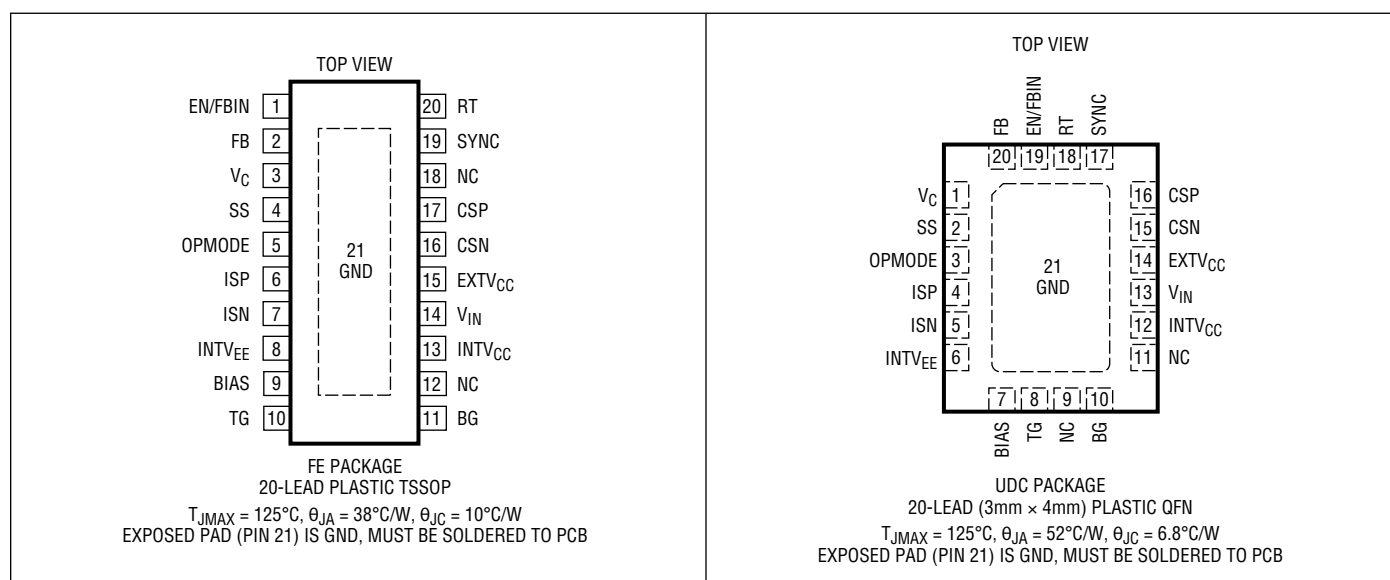 TOP VIEW
EN/FBIN 1 20 RT
FB 2 19 SYNC
VC 3 18 NC
SS 4 17 CSP
OPMODE 5 16 CSN
ISP 6 15 EXTVCC
ISN 7 14 VIN
INTVEE 8 13 INTVCC
BIAS 9 12 NC
TG 10 11 BG
21
GND
FE PACKAGE
20-LEAD PLASTIC TSSOP
TJMAX = 125°C, θJA = 38°C/W, θJC = 10°C/W
EXPOSED PAD (PIN 21) IS GND, MUST BE SOLDERED TO PCB
TOP VIEW
FB EN/FBIN RT SYNC
20 19 18 17
VC 1 16 CSP
SS 2 15 CSN
OPMODE 3 14 EXTVCC
ISP 4 13 VIN
ISN 5 12 INTVCC
INTVEE 6 11 NC
21
GND
7 8 9 10
BIAS TG NC BG
UDC PACKAGE
20-LEAD (3mm × 4mm) PLASTIC QFN
TJMAX = 125°C, θJA = 52°C/W, θJC = 6.8°C/W
EXPOSED PAD (PIN 21) IS GND, MUST BE SOLDERED TO PCB